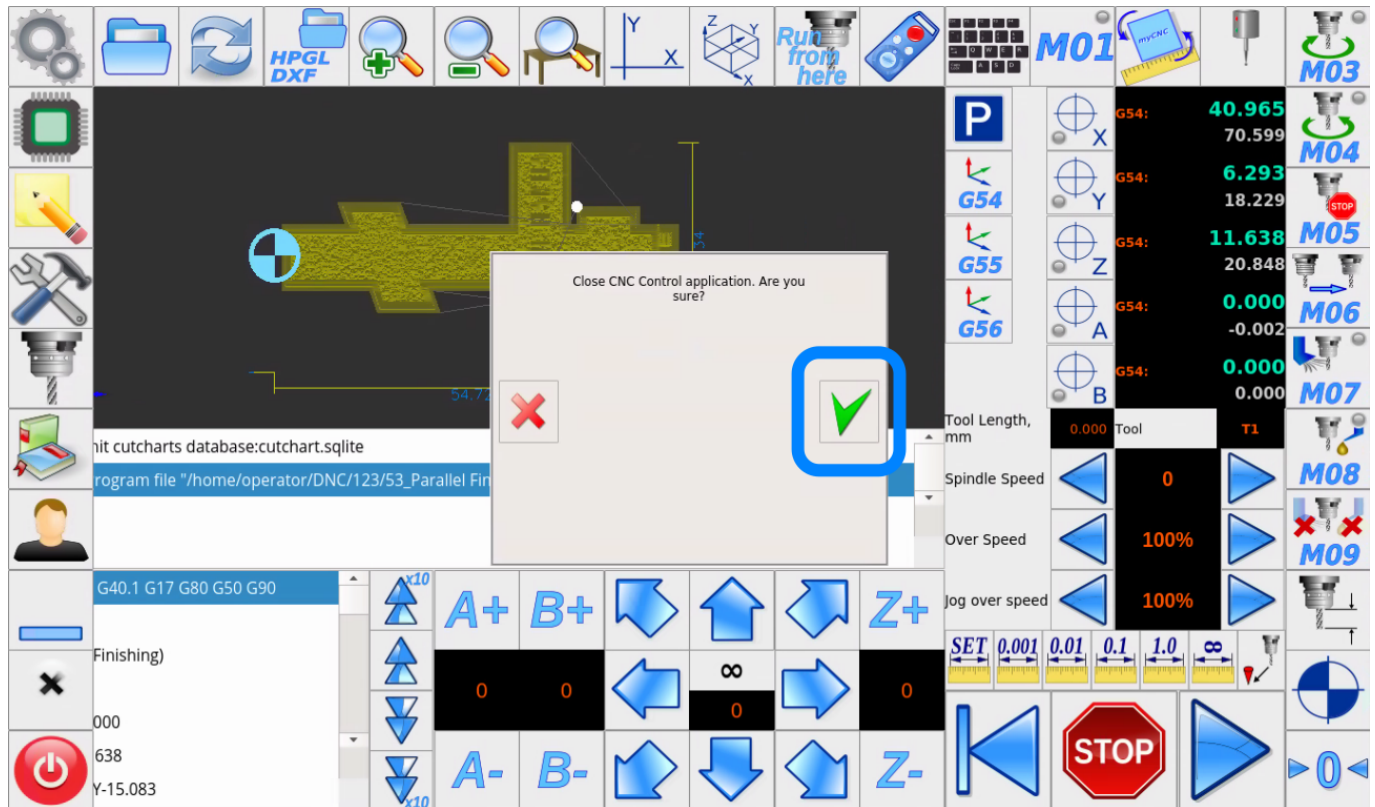 HPGL
DXF
Y
X
Z
Y
X
Run
from
here
Q W E R
A S D
M01
myCNC
M03
P
X
G54:
40.965
70.599
M04
G54
Y
G54:
6.293
18.229
STOP
M05
G55
Z
G54:
11.638
20.848
M06
G56
A
G54:
0.000
-0.002
B
G54:
0.000
0.000
M07
34
54.72
Close CNC Control application. Are you
sure?
nit cutcharts database:cutchart.sqlite
rogram file "/home/operator/DNC/123/53_Parallel Fin
Tool Length,
mm
0.000
Tool
T1
M08
Spindle Speed
0
Over Speed
100%
M09
Jog over speed
100%
G40.1 G17 G80 G50 G90
Finishing)
000
638
Y-15.083
x10
x10
A+
B+
Z+
0
0
∞
0
0
A-
B-
Z-
SET
0.001
0.01
0.1
1.0
∞
STOP
0